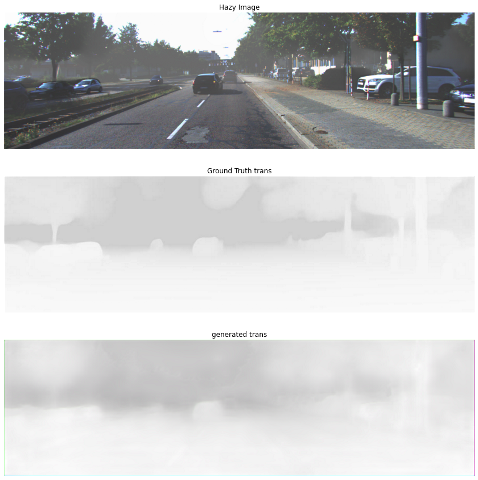 Hazy Image
Ground Truth trans
generated trans